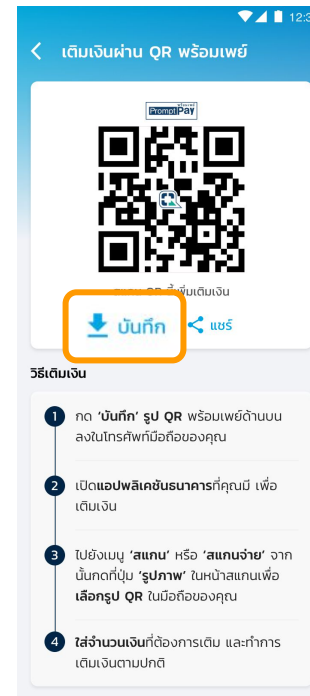 12:3
เติมเงินผ่าน QR พร้อมเพย์
PromptPay
QR
เติมเงิน
บันทึก
แชร์
วิธีเติมเงิน
1 กด 'บันทึก' รูป QR พร้อมเพย์ด้านบน
ลงในโทรศัพท์มือถือของคุณ
2 เปิดแอปพลิเคชันธนาคารที่คุณมี เพื่อ
เติมเงิน
3 ไปยังเมนู 'สแกน' หรือ 'สแกนจ่าย' จาก
นั้นกดที่ปุ่ม 'รูปภาพ' ในหน้าสแกนเพื่อ
เลือกรูป QR ในมือถือของคุณ
4 ใส่จำนวนเงินที่ต้องการเติม และทำการ
เติมเงินตามปกติ